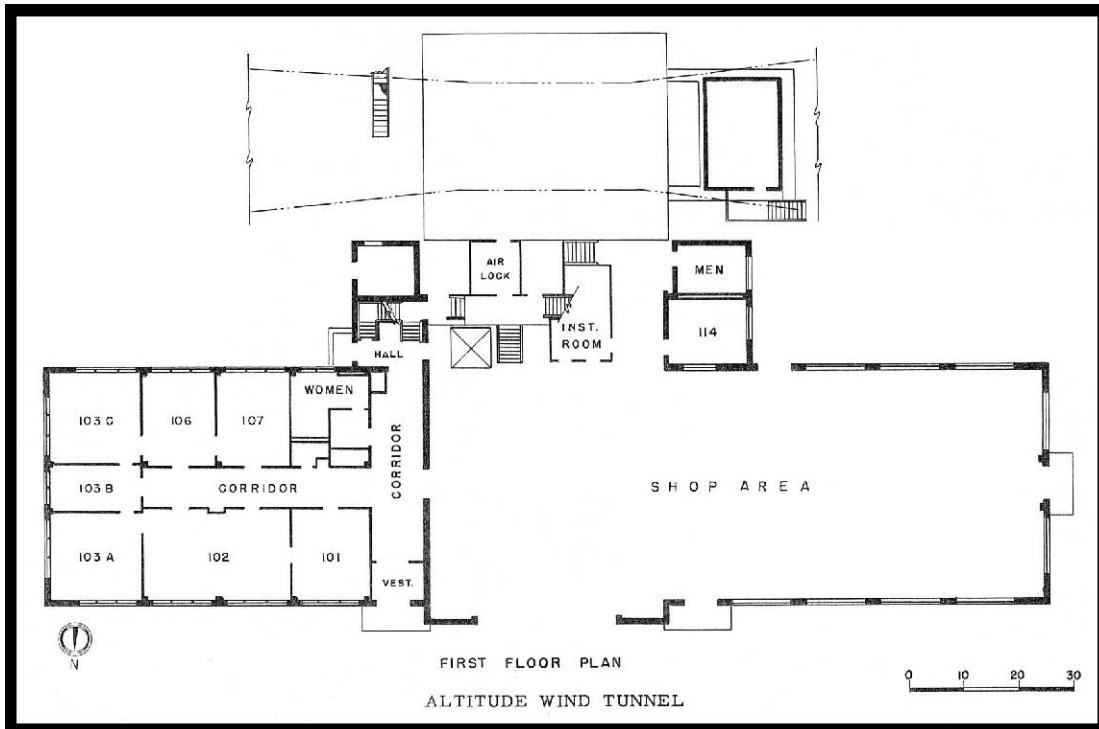 AIR
LOCK
MEN
INST.
ROOM
114
HALL
WOMEN
103 C
106
107
CORRIDOR
103 B
CORRIDOR
SHOP AREA
103 A
102
101
VEST.
N
FIRST FLOOR PLAN
0 10 20 30
ALTITUDE WIND TUNNEL